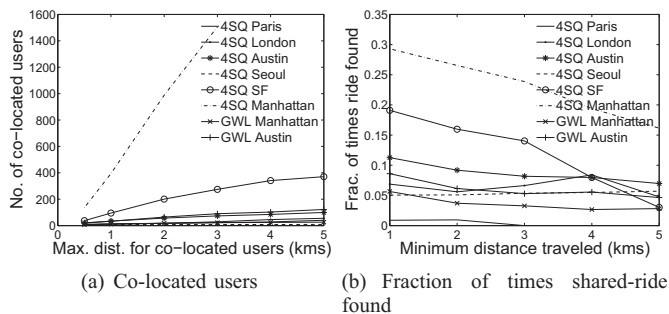 1600
1400
1200
1000
800
600
400
200
0
No. of co-located users
4SQ Paris
4SQ London
4SQ Austin
4SQ Seoul
4SQ SF
4SQ Manhattan
GWL Manhattan
GWL Austin
0 1 2 3 4 5
Max. dist. for co-located users (kms)
(a) Co-located users
0.35
0.3
0.25
0.2
0.15
0.1
0.05
0
Frac. of times ride found
4SQ Paris
4SQ London
4SQ Austin
4SQ Seoul
4SQ SF
4SQ Manhattan
GWL Manhattan
GWL Austin
1 2 3 4 5
Minimum distance traveled (kms)
(b) Fraction of times shared-ride
found